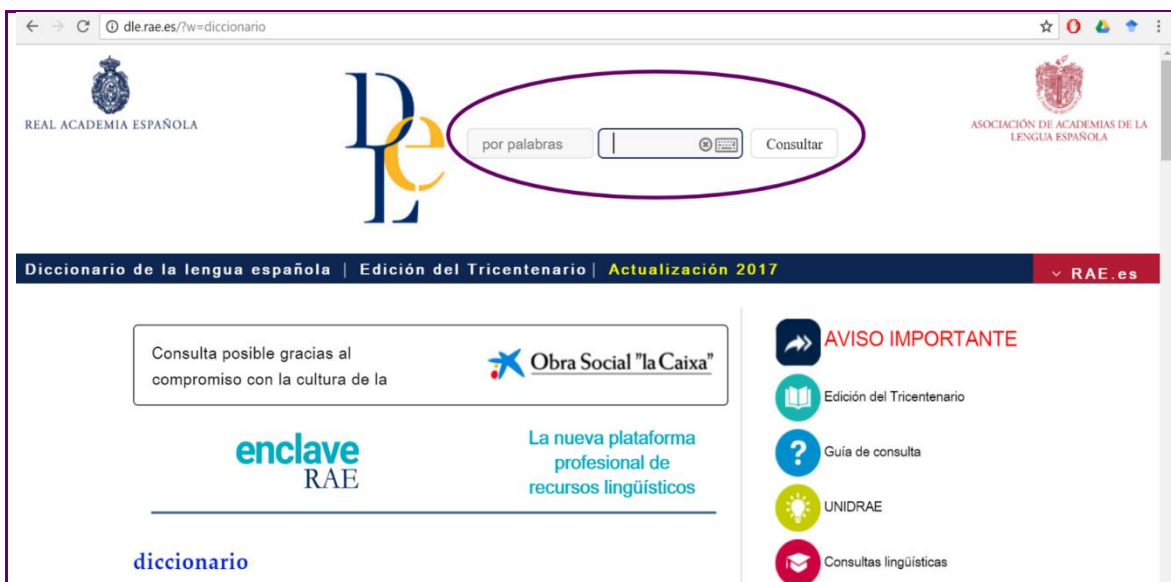 dle.rae.es/?w=diccionario
REAL ACADEMIA ESPAÑOLA
DLe
por palabras
Consultar
ASOCIACIÓN DE ACADEMIAS DE LA
LENGUA ESPAÑOLA
Diccionario de la lengua española | Edición del Tricentenario | Actualización 2017
RAE.es
Consulta posible gracias al
compromiso con la cultura de la
Obra Social "la Caixa"
enclave
RAE
La nueva plataforma
profesional de
recursos lingüísticos
diccionario
AVISO IMPORTANTE
Edición del Tricentenario
?
Guía de consulta
UNIDRAE
Consultas lingüísticas